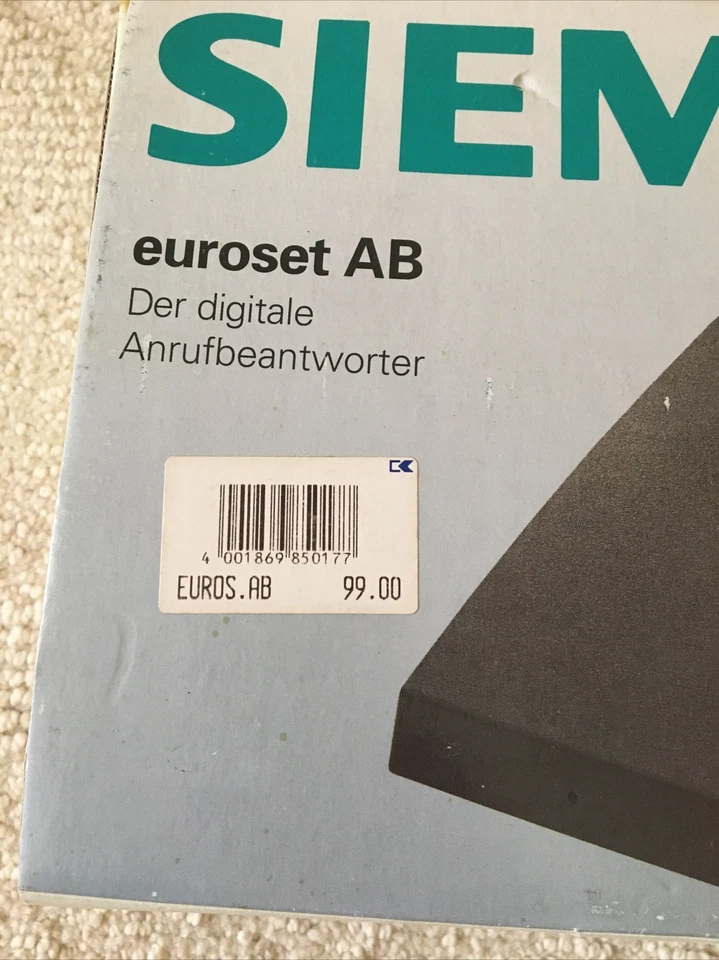 SIEM
euroset AB
Der digitale
Anrufbeantworter
4 001869 850177
EUROS.AB 99.00